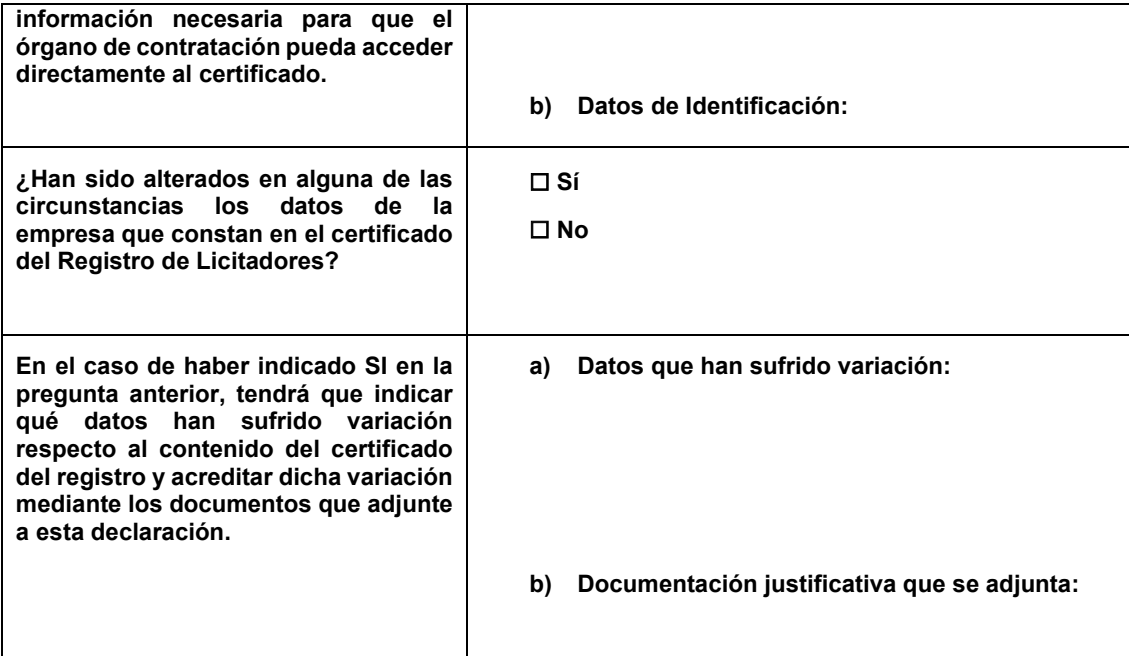 información necesaria para que el
órgano de contratación pueda acceder
directamente al certificado.
b) Datos de Identificación:
¿Han sido alterados en alguna de las
circunstancias los datos de la
empresa que constan en el certificado
del Registro de Licitadores?
☐ Sí
☐ No
En el caso de haber indicado SI en la
pregunta anterior, tendrá que indicar
qué datos han sufrido variación
respecto al contenido del certificado
del registro y acreditar dicha variación
mediante los documentos que adjunte
a esta declaración.
a) Datos que han sufrido variación:
b) Documentación justificativa que se adjunta: